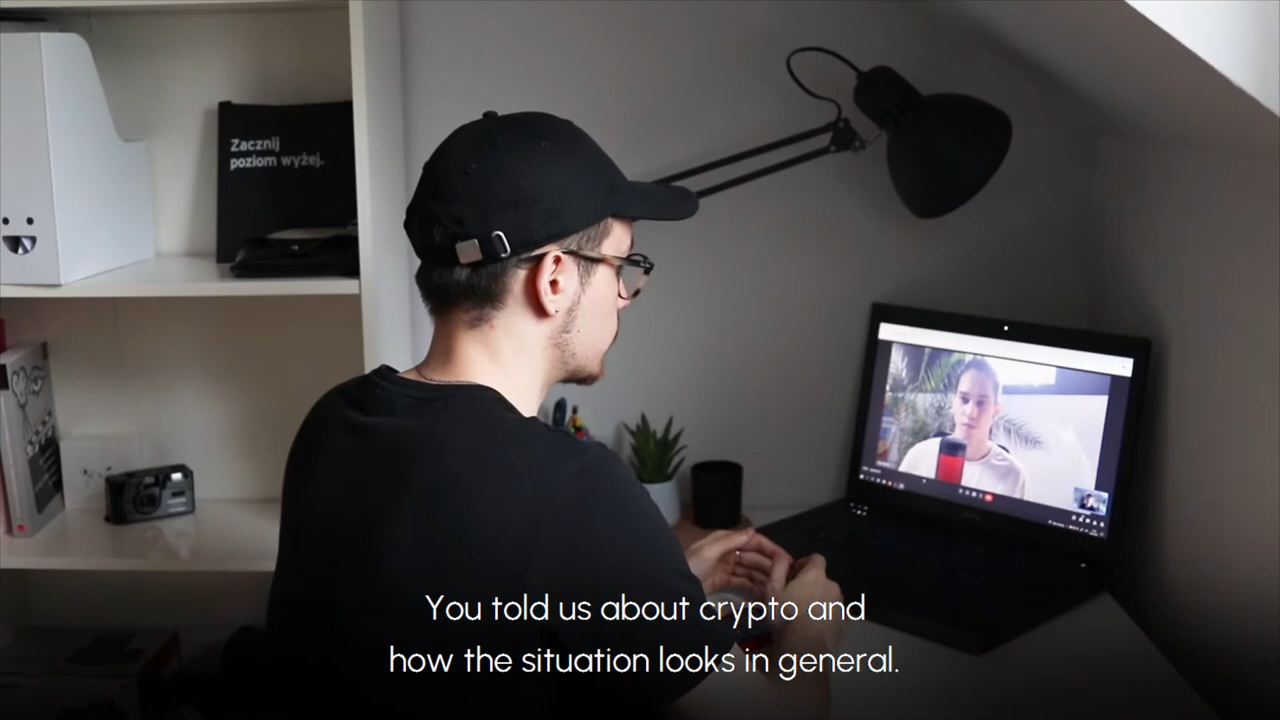 Zacznij
poziom wyżej.
You told us about crypto and
how the situation looks in general.